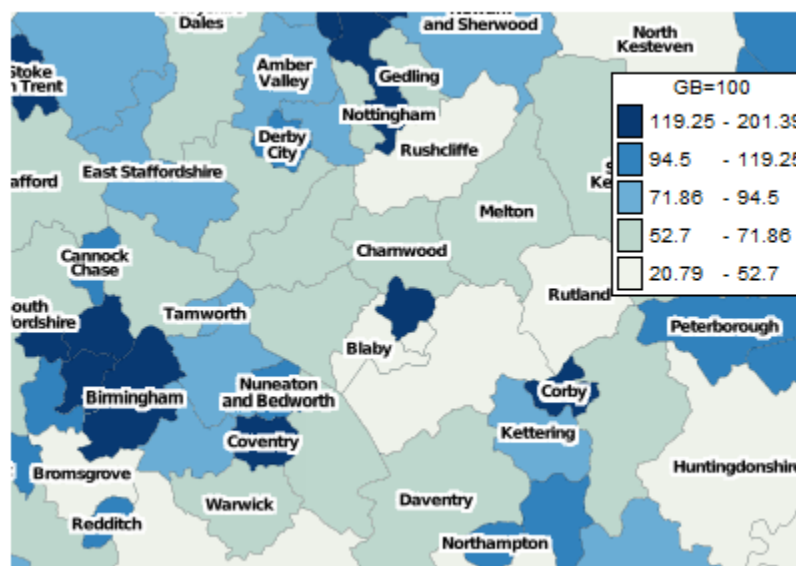 Dales
and Sherwood
North
Kesteven
Stoke
n Trent
Amber
Valley
Gedling
Nottingham
Derby
City
Rushcliffe
GB=100
119.25 - 201.39
94.5 - 119.25
71.86 - 94.5
52.7 - 71.86
20.79 - 52.7
afford
East Staffordshire
Melton
Charnwood
Cannock
Chase
Rutland
South
ffordshire
Tamworth
Peterborough
Blaby
Birmingham
Nuneaton
and Bedworth
Corby
Coventry
Kettering
Bromsgrove
Huntingdonshire
Warwick
Daventry
Redditch
Northampton